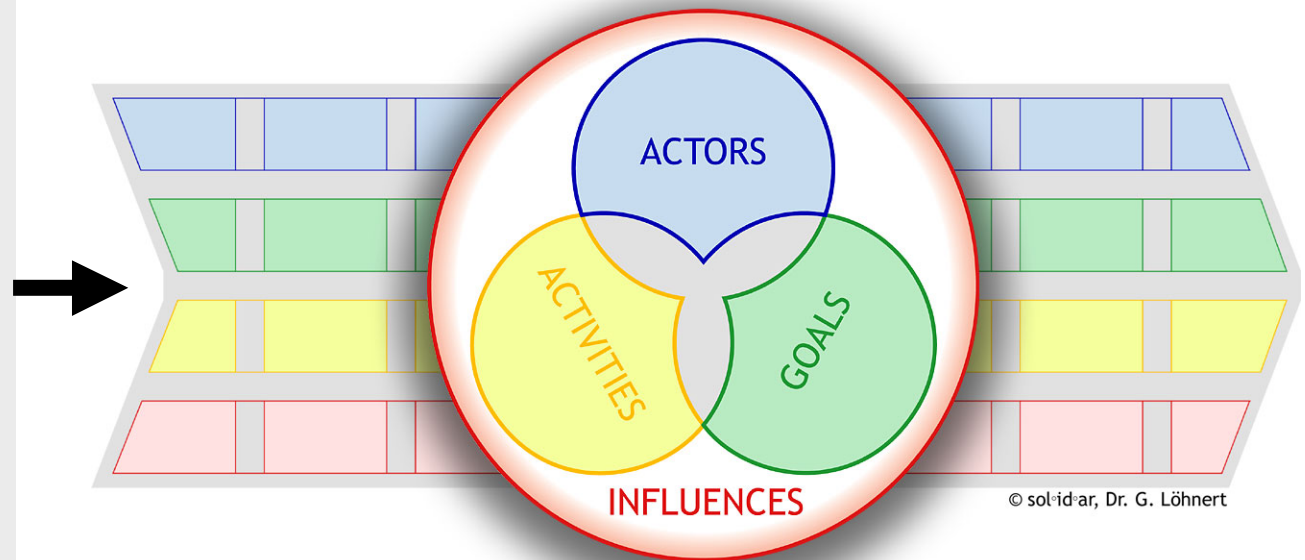 ACTORS
ACTIVITIES
GOALS
INFLUENCES
© sol◦id◦ar, Dr. G. Löhnert